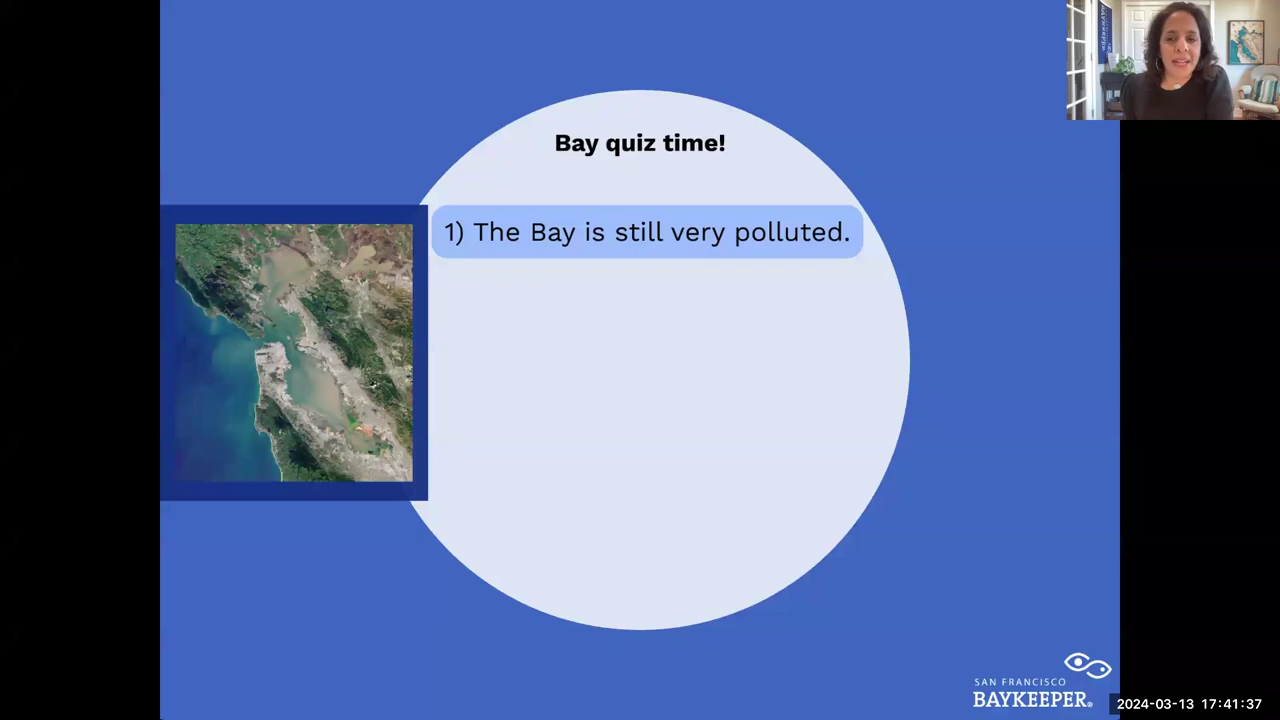 Bay quiz time!
1) The Bay is still very polluted.
BAYKEEPER
SAN FRANCISCO
BAYKEEPER®
2024-03-13 17:41:37